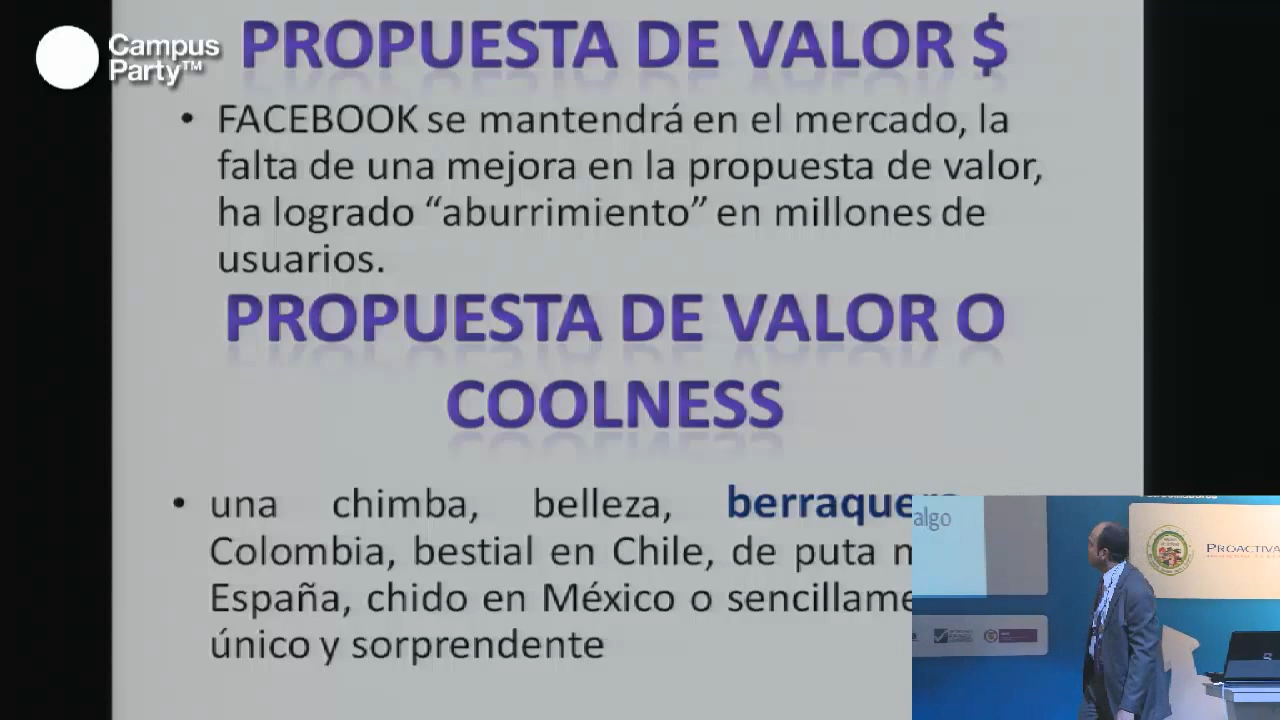 Campus
Party™
PROPUESTA DE VALOR $
• FACEBOOK se mantendrá en el mercado, la
falta de una mejora en la propuesta de valor,
ha logrado “aburrimiento” en millones de
usuarios.
PROPUESTA DE VALOR O
COOLNESS
• una chimba, belleza,
Colombia, bestial en Chile, de puta
España, chido en México o
único y sorprendente
algo
PROACTIVA